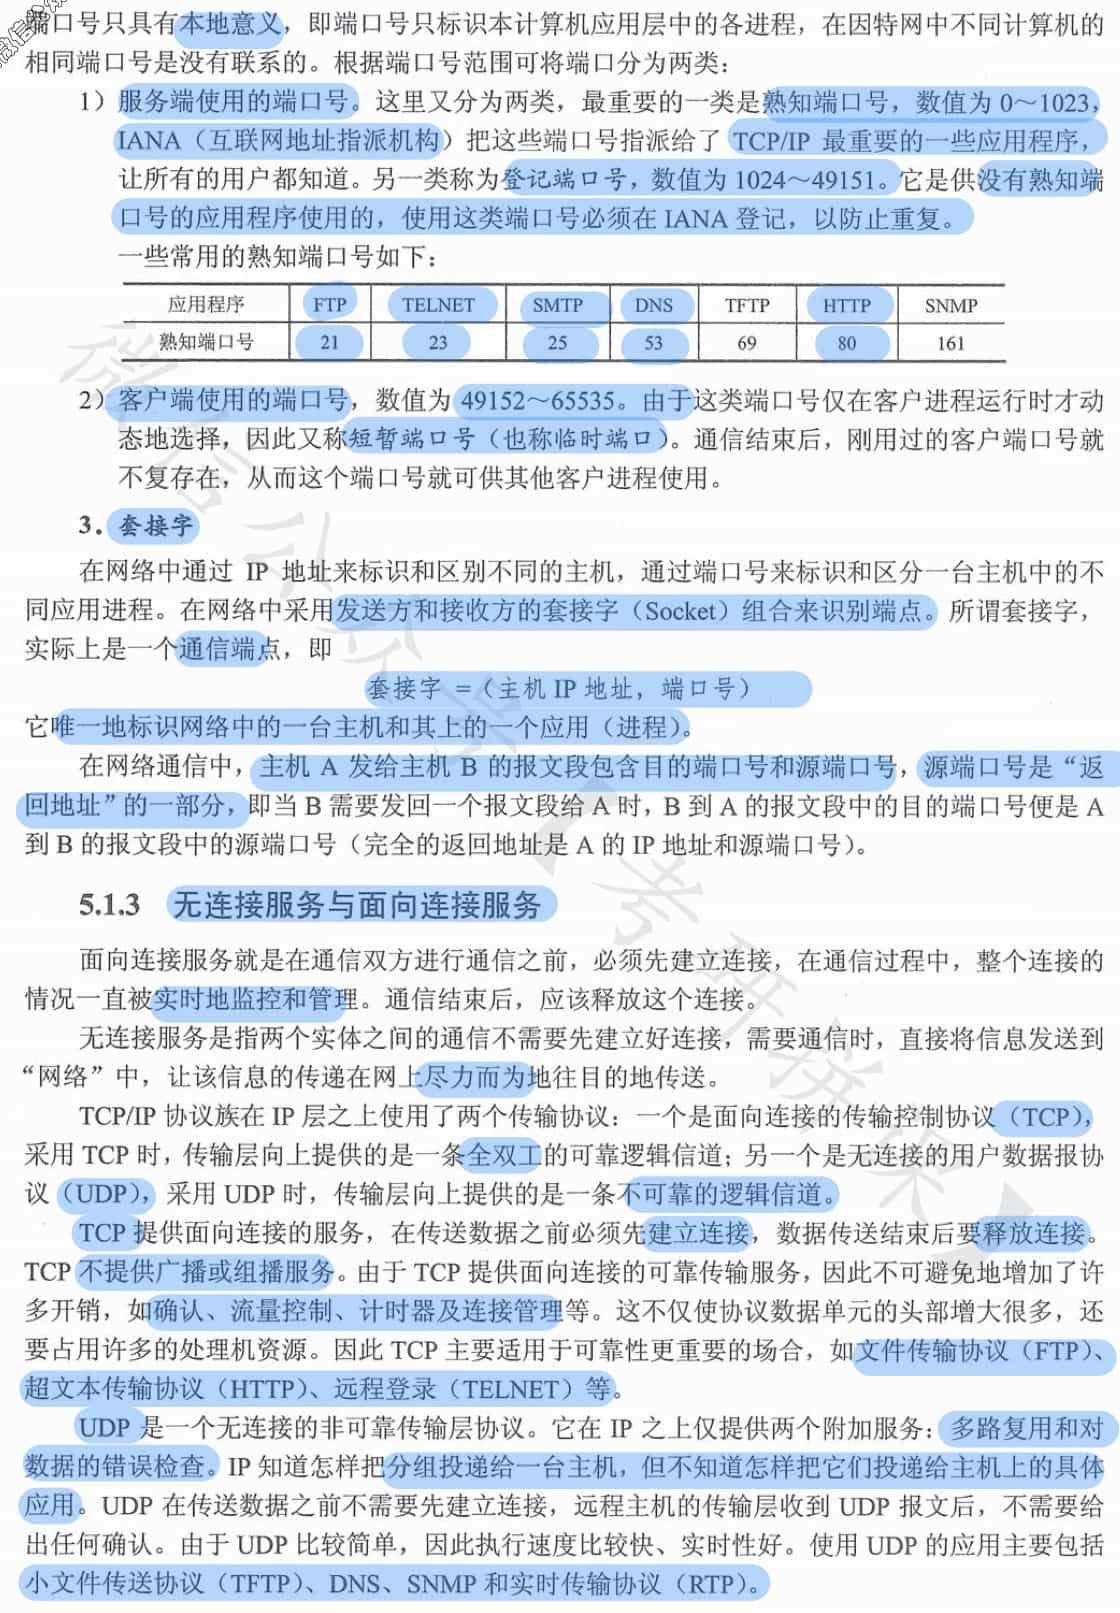 端口号只具有本地意义，即端口号只标识本计算机应用层中的各进程，在因特网中不同计算机的
相同端口号是没有联系的。根据端口号范围可将端口分为两类：
1）服务端使用的端口号。这里又分为两类，最重要的一类是熟知端口号，数值为 0～1023，
IANA（互联网地址指派机构）把这些端口号指派给了 TCP/IP 最重要的一些应用程序，
让所有的用户都知道。另一类称为登记端口号，数值为 1024～49151。它是供没有熟知端
口号的应用程序使用的，使用这类端口号必须在 IANA 登记，以防止重复。
一些常用的熟知端口号如下：
应用程序 FTP TELNET SMTP DNS TFTP HTTP SNMP
熟知端口号 21 23 25 53 69 80 161
2）客户端使用的端口号，数值为 49152～65535。由于这类端口号仅在客户进程运行时才动
态地选择，因此又称短暂端口号（也称临时端口）。通信结束后，刚用过的客户端口号就
不复存在，从而这个端口号就可供其他客户进程使用。
3. 套接字
在网络中通过 IP 地址来标识和区别不同的主机，通过端口号来标识和区分一台主机中的不
同应用进程。在网络中采用发送方和接收方的套接字（Socket）组合来识别端点。所谓套接字，
实际上是一个通信端点，即
套接字 =（主机 IP 地址，端口号）
它唯一地标识网络中的一台主机和其上的一个应用（进程）。
在网络通信中，主机 A 发给主机 B 的报文段包含目的端口号和源端口号，源端口号是“返
回地址”的一部分，即当 B 需要发回一个报文段给 A 时，B 到 A 的报文段中的目的端口号便是 A
到 B 的报文段中的源端口号（完全的返回地址是 A 的 IP 地址和源端口号）。
5.1.3 无连接服务与面向连接服务
面向连接服务就是在通信双方进行通信之前，必须先建立连接，在通信过程中，整个连接的
情况一直被实时地监控和管理。通信结束后，应该释放这个连接。
无连接服务是指两个实体之间的通信不需要先建立好连接，需要通信时，直接将信息发送到
“网络”中，让该信息的传递在网上尽力而为地往目的地传送。
TCP/IP 协议族在 IP 层之上使用了两个传输协议：一个是面向连接的传输控制协议（TCP），
采用 TCP 时，传输层向上提供的是一条全双工的可靠逻辑信道；另一个是无连接的用户数据报协
议（UDP），采用 UDP 时，传输层向上提供的是一条不可靠的逻辑信道。
TCP 提供面向连接的服务，在传送数据之前必须先建立连接，数据传送结束后要释放连接。
TCP 不提供广播或组播服务。由于 TCP 提供面向连接的可靠传输服务，因此不可避免地增加了许
多开销，如确认、流量控制、计时器及连接管理等。这不仅使协议数据单元的头部增大很多，还
要占用许多的处理机资源。因此 TCP 主要适用于可靠性更重要的场合，如文件传输协议（FTP）、
超文本传输协议（HTTP）、远程登录（TELNET）等。
UDP 是一个无连接的非可靠传输层协议。它在 IP 之上仅提供两个附加服务：多路复用和对
数据的错误检查。IP 知道怎样把分组投递给一台主机，但不知道怎样把它们投递给主机上的具体
应用。UDP 在传送数据之前不需要先建立连接，远程主机的传输层收到 UDP 报文后，不需要给
出任何确认。由于 UDP 比较简单，因此执行速度比较快、实时性好。使用 UDP 的应用主要包括
小文件传送协议（TFTP）、DNS、SNMP 和实时传输协议（RTP）。
微信公众号【考研拼课】